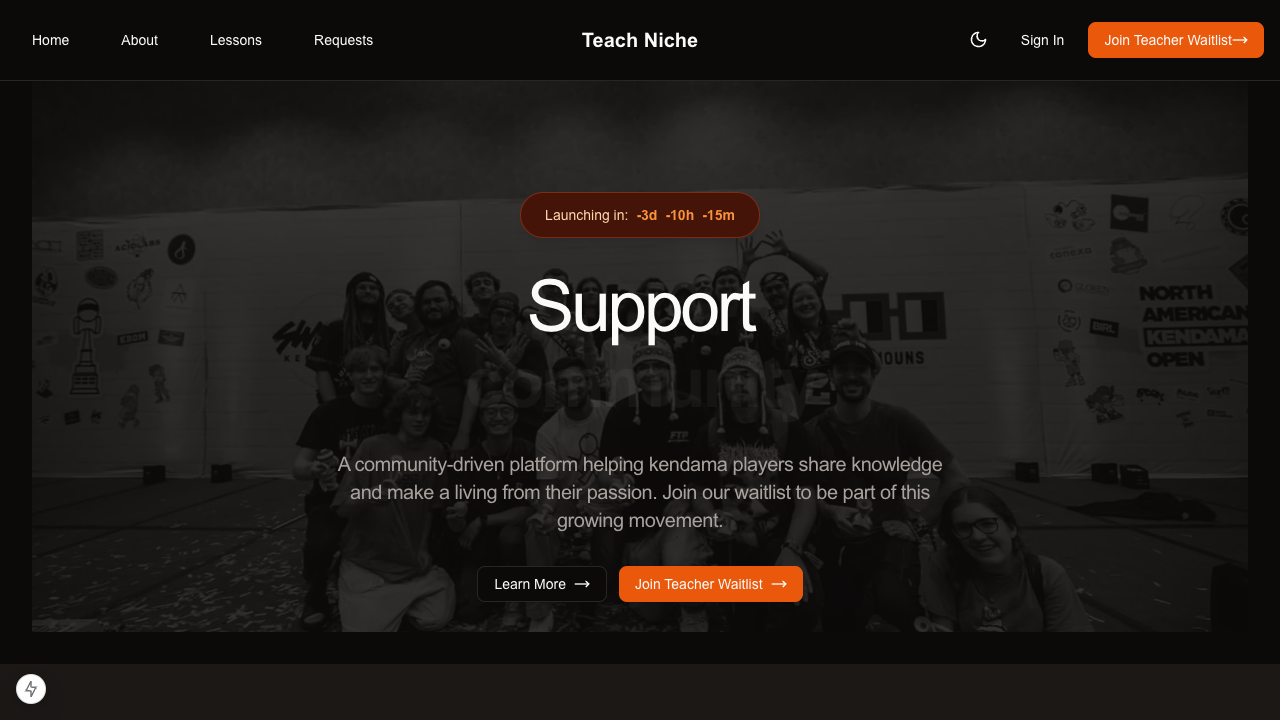 Home About Lessons Requests Teach Niche Sign In Join Teacher Waitlist→
Launching in: -3d -10h -15m
Support
community
A community-driven platform helping kendama players share knowledge
and make a living from their passion. Join our waitlist to be part of this
growing movement.
Learn More → Join Teacher Waitlist →
NORTH
AMERICAN
KENDAMA
OPEN
FTP